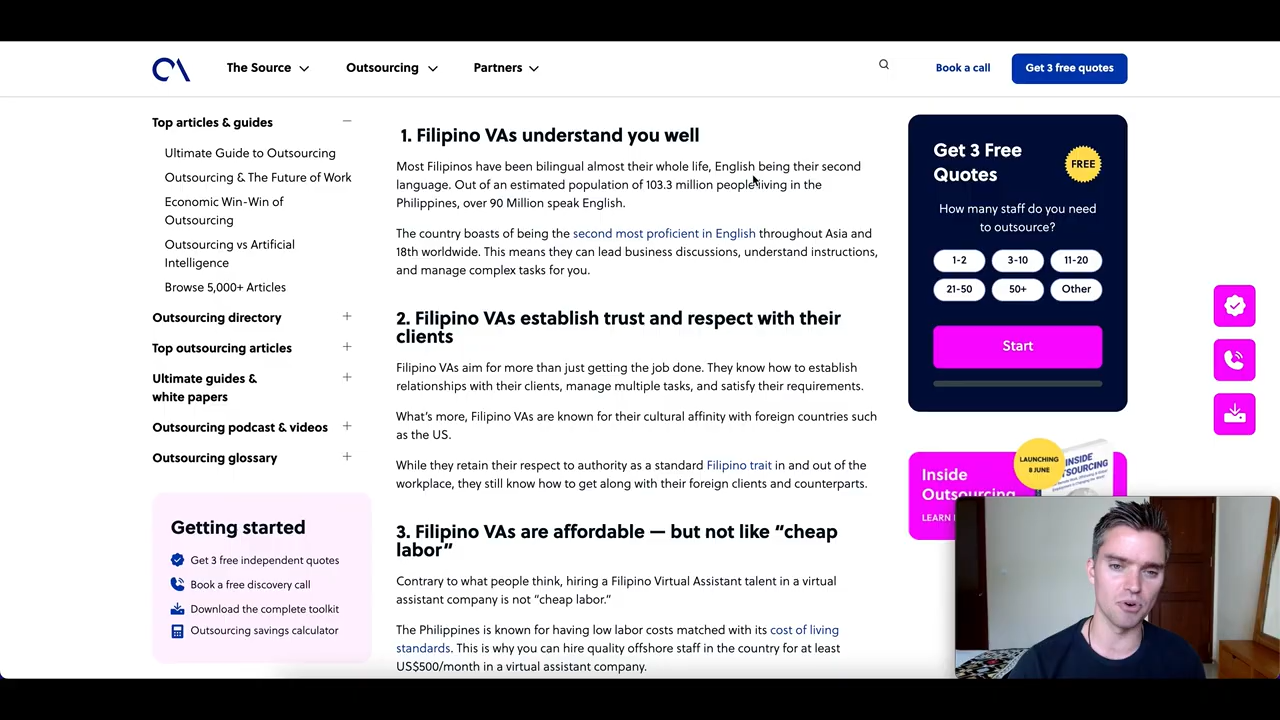 The Source
Outsourcing
Partners
Book a call
Get 3 free quotes
Top articles & guides
Ultimate Guide to Outsourcing
Outsourcing & The Future of Work
Economic Win-Win of
Outsourcing
Outsourcing vs Artificial
Intelligence
Browse 5,000+ Articles
Outsourcing directory
Top outsourcing articles
Ultimate guides &
white papers
Outsourcing podcast & videos
Outsourcing glossary
Getting started
Get 3 free independent quotes
Book a free discovery call
Download the complete toolkit
Outsourcing savings calculator
1. Filipino VAs understand you well
Most Filipinos have been bilingual almost their whole life, English being their second
language. Out of an estimated population of 103.3 million people living in the
Philippines, over 90 Million speak English.
The country boasts of being the second most proficient in English throughout Asia and
18th worldwide. This means they can lead business discussions, understand instructions,
and manage complex tasks for you.
2. Filipino VAs establish trust and respect with their
clients
Filipino VAs aim for more than just getting the job done. They know how to establish
relationships with their clients, manage multiple tasks, and satisfy their requirements.
What's more, Filipino VAs are known for their cultural affinity with foreign countries such
as the US.
While they retain their respect to authority as a standard Filipino trait in and out of the
workplace, they still know how to get along with their foreign clients and counterparts.
3. Filipino VAs are affordable — but not like “cheap
labor”
Contrary to what people think, hiring a Filipino Virtual Assistant talent in a virtual
assistant company is not “cheap labor.”
The Philippines is known for having low labor costs matched with its cost of living
standards. This is why you can hire quality offshore staff in the country for at least
US$500/month in a virtual assistant company.
Get 3 Free
Quotes
FREE
How many staff do you need
to outsource?
1-2
3-10
11-20
21-50
50+
Other
Start
LAUNCHING
8 JUNE
Inside
Outsourcing
LEARN
INSIDE